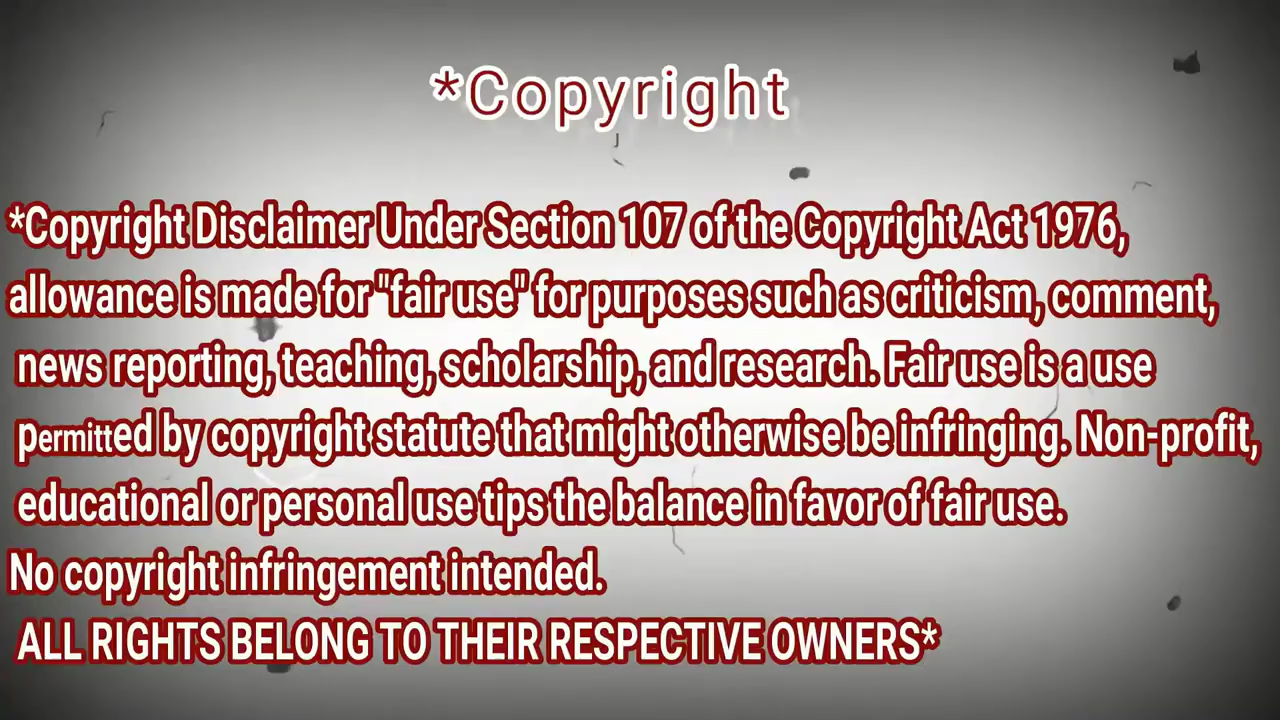 *Copyright
*Copyright Disclaimer Under Section 107 of the Copyright Act 1976,
allowance is made for "fair use" for purposes such as criticism, comment,
news reporting, teaching, scholarship, and research. Fair use is a use
permitted by copyright statute that might otherwise be infringing. Non-profit,
educational or personal use tips the balance in favor of fair use.
No copyright infringement intended.
ALL RIGHTS BELONG TO THEIR RESPECTIVE OWNERS*